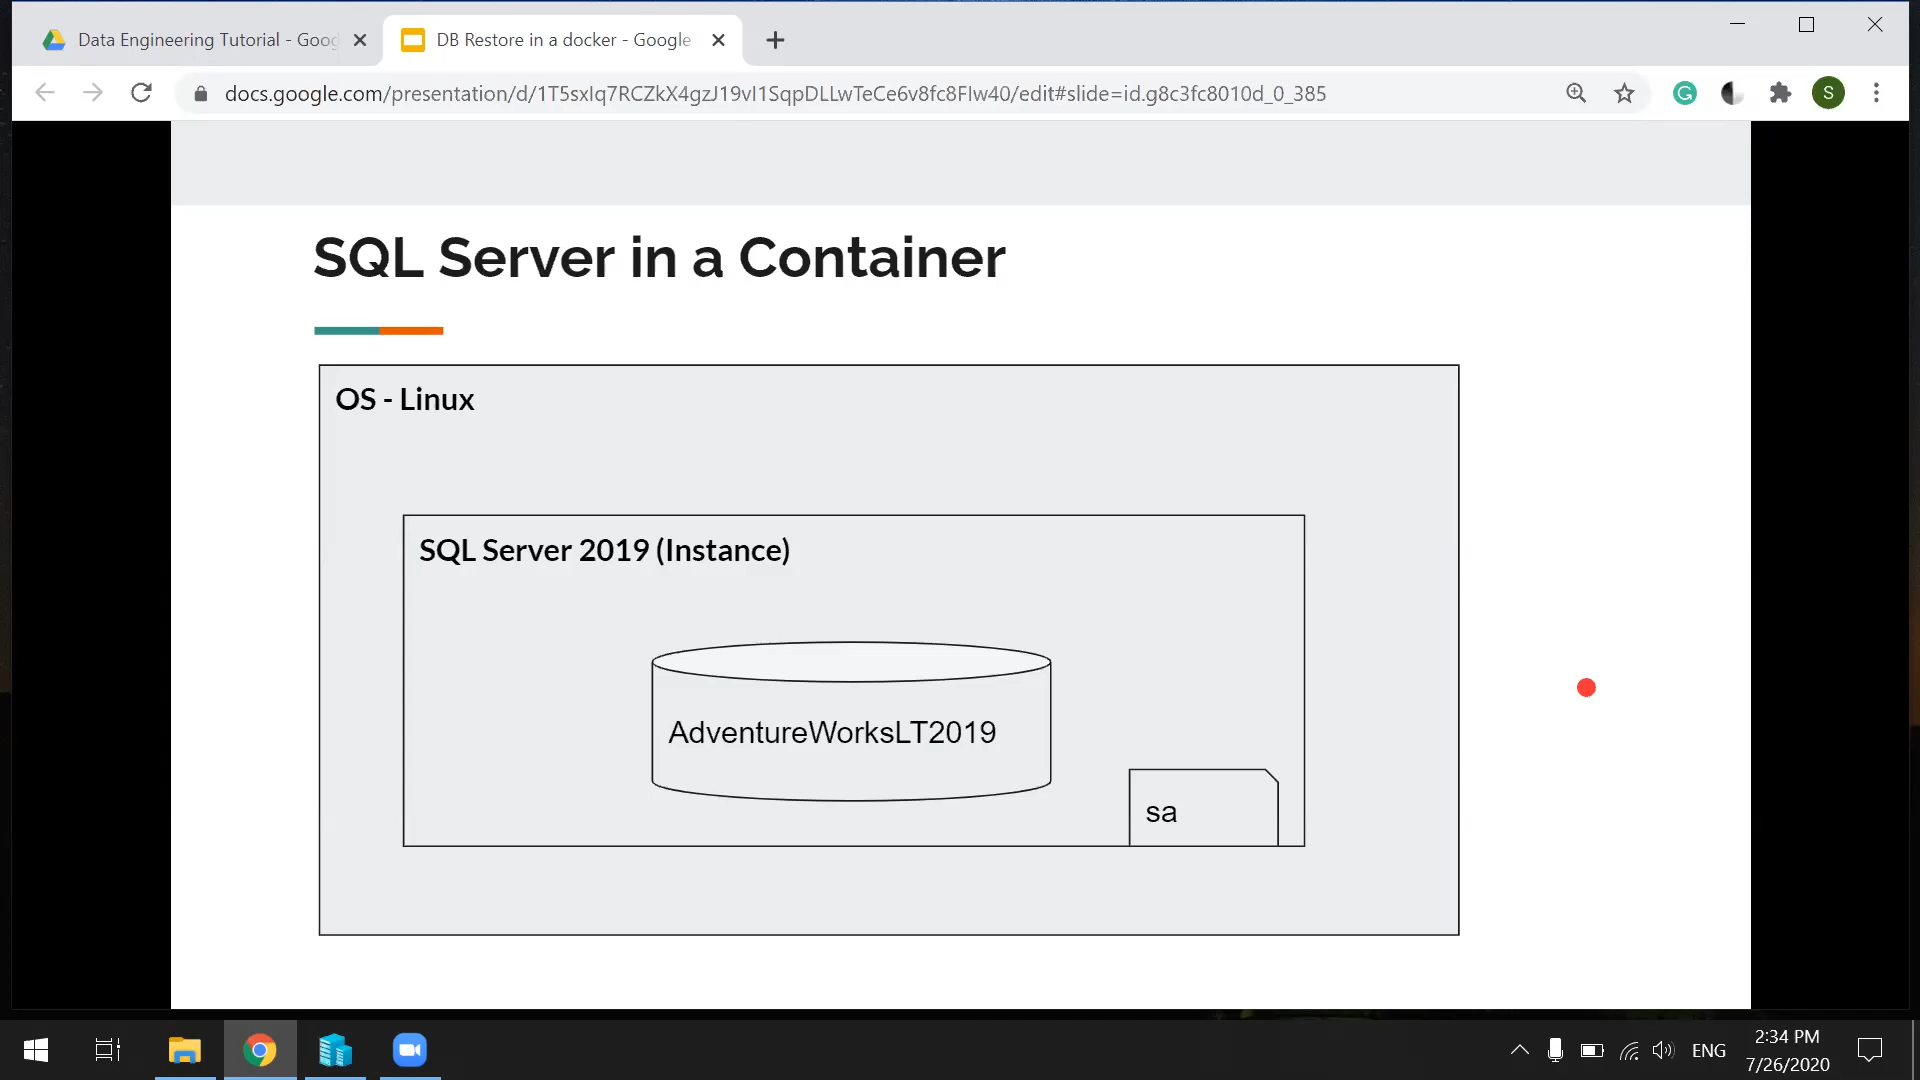 Data Engineering Tutorial - Goog
DB Restore in a docker - Google
docs.google.com/presentation/d/1T5sxIq7RCZkX4gzJ19vI1SqpDLLwTeCe6v8fc8FIw40/edit#slide=id.g8c3fc8010d_0_385
G
S
SQL Server in a Container
OS - Linux
SQL Server 2019 (Instance)
AdventureWorksLT2019
sa
ENG
2:34 PM
7/26/2020